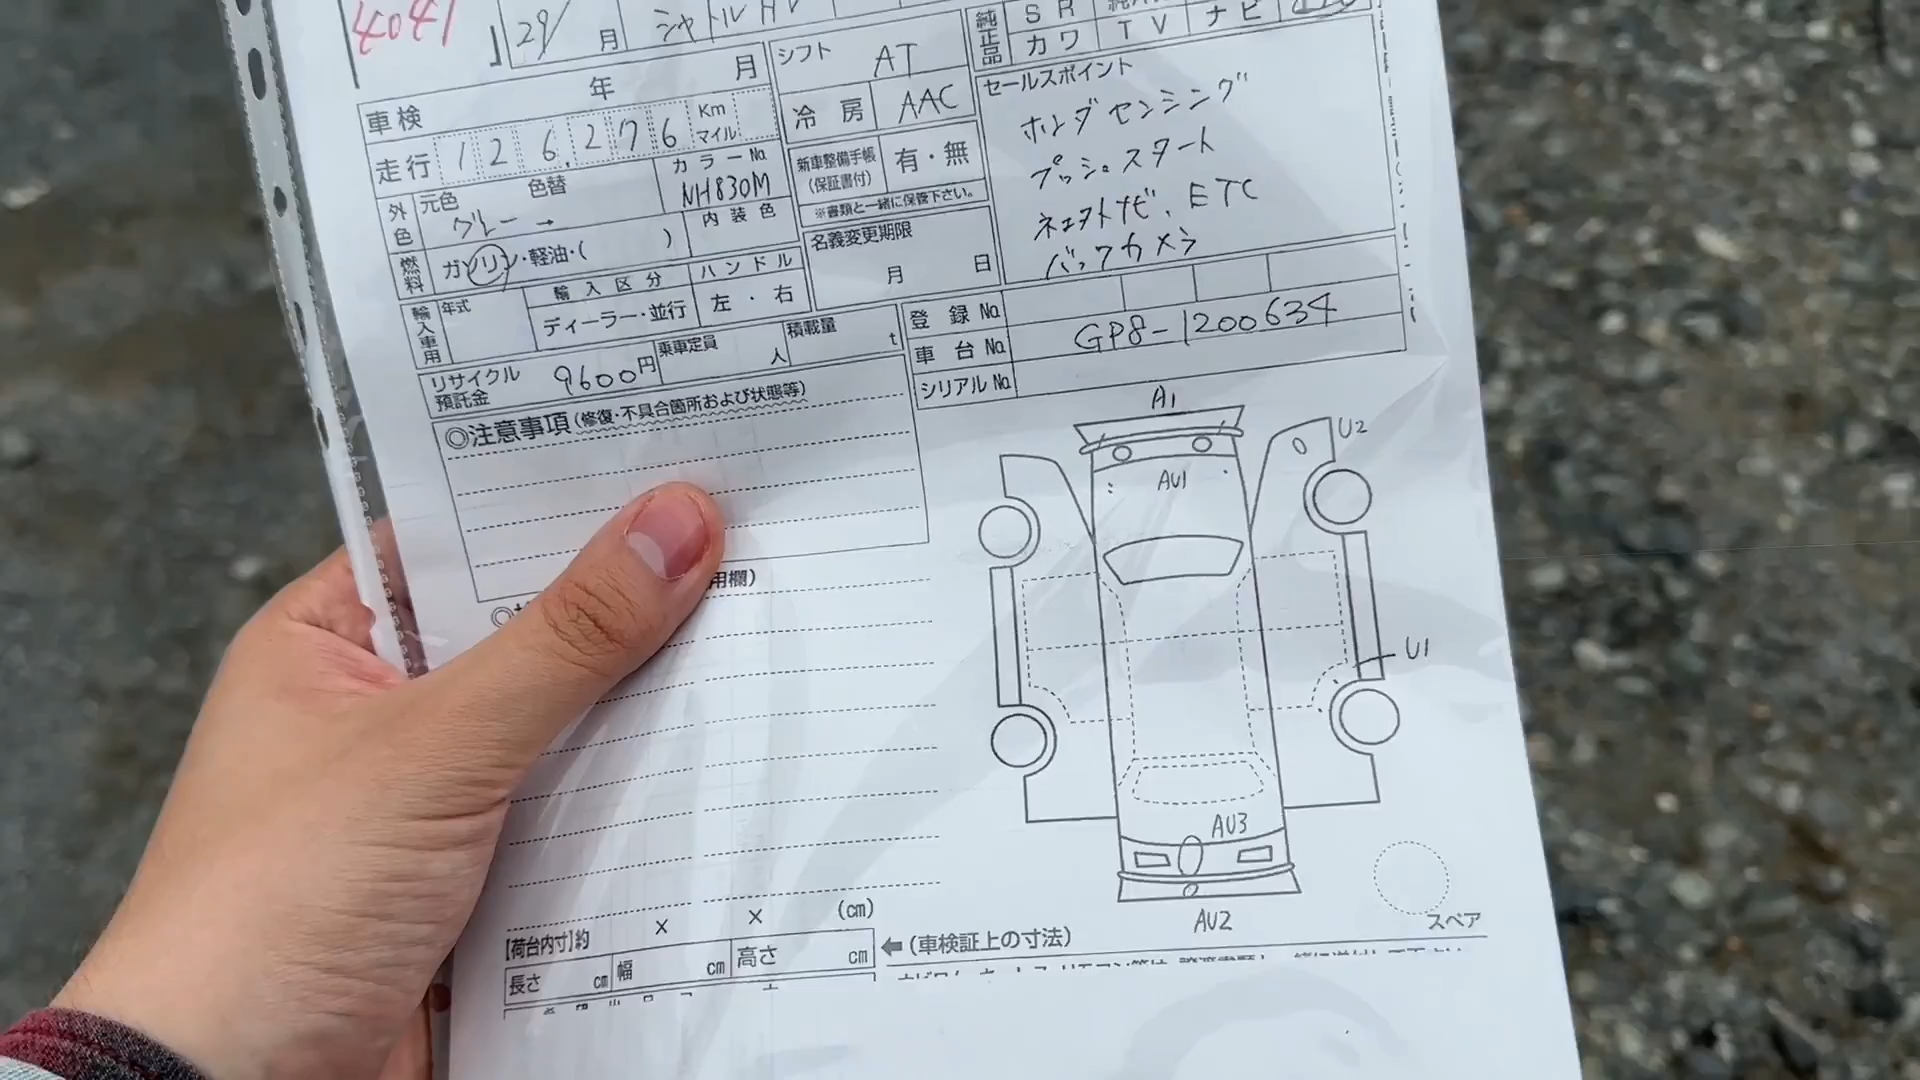 4041
29/ 月 シャトルHV
純正品 SR TV ナビ
カワ
シフト AT
年 月
車検
冷房 AAC
セールスポイント
ホンダセンシング
プッシュスタート
ギャザズナビ、ETC
バックカメラ
走行 126,276 Km マイル
外色 元色 色替 カラーNo.
グレー→ NH830M
新車整備手帳 (保証書付) 有・無
※書類と一緒に保管下さい。
燃料 ガソリン・軽油・( ) 内装色
名義変更期限
月 日
輸入車用 年式 輸入区分 ハンドル
ディーラー・並行 左・右
リサイクル預託金 9600円 乗車定員 人 積載量 t
登録No.
車台No. GP8-1200634
シリアルNo.
◎注意事項(修復・不具合箇所および状態等)
用欄)
A1
U2
AU1
U1
AU3
AU2
スペア
× × (cm)
【荷台内寸】約
長さ cm 幅 cm 高さ cm
←(車検証上の寸法)